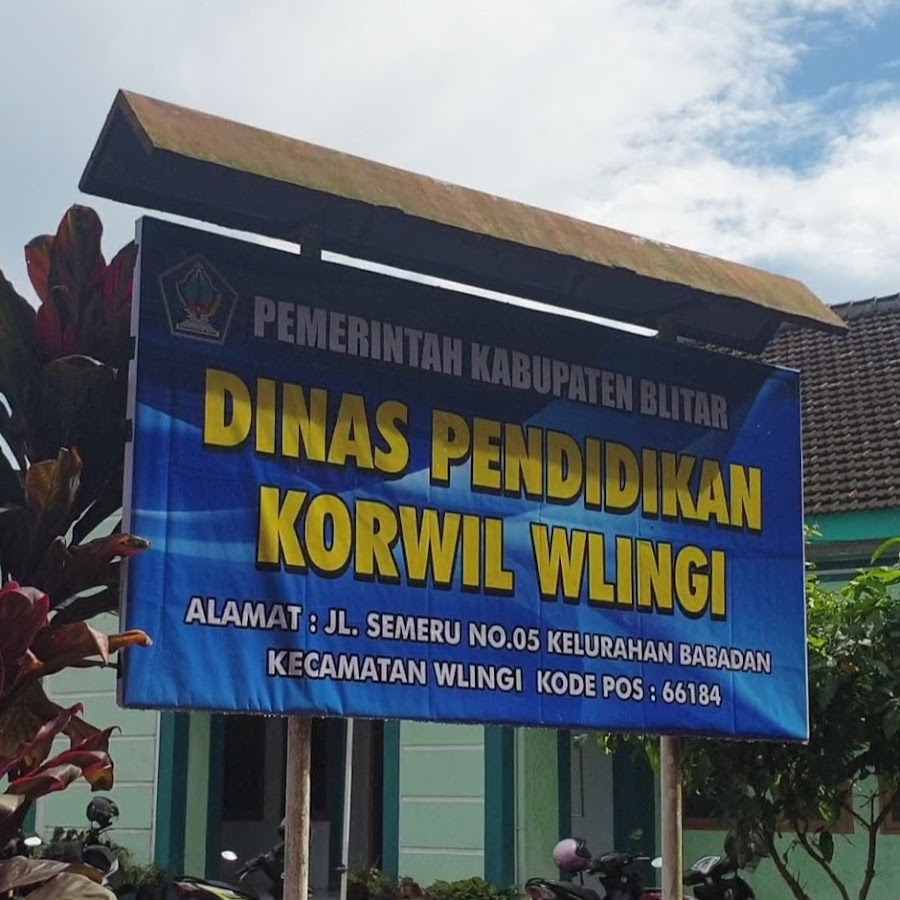 PEMERINTAH KABUPATEN BLITAR
DINAS PENDIDIKAN
KORWIL WLINGI
ALAMAT : JL. SEMERU NO.05 KELURAHAN BABADAN
KECAMATAN WLINGI KODE POS : 66184